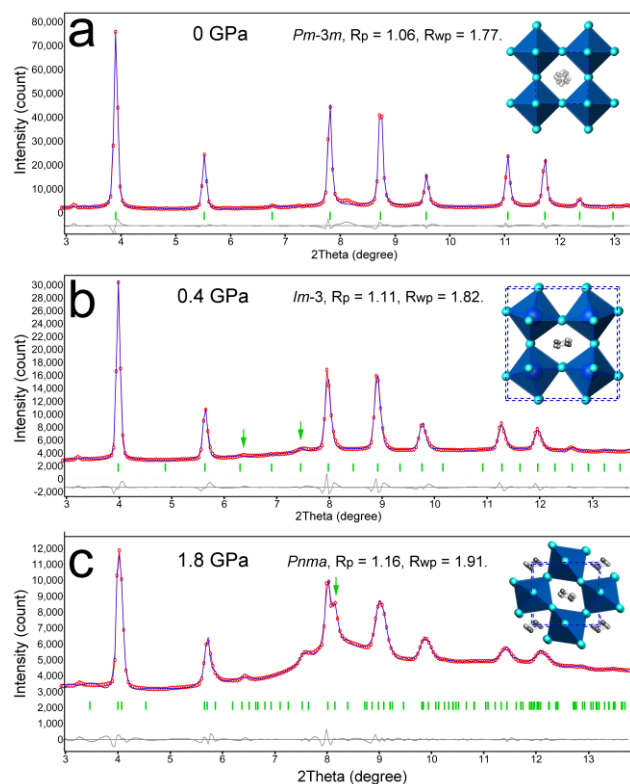 a
0 GPa
Pm-3m, Rp = 1.06, Rwp = 1.77.
Intensity (count)
80,000
70,000
60,000
50,000
40,000
30,000
20,000
10,000
0
3 4 5 6 7 8 9 10 11 12 13
2Theta (degree)
b
0.4 GPa
Im-3, Rp = 1.11, Rwp = 1.82.
Intensity (count)
30,000
28,000
26,000
24,000
22,000
20,000
18,000
16,000
14,000
12,000
10,000
8,000
6,000
4,000
2,000
0
-2,000
3 4 5 6 7 8 9 10 11 12 13
2Theta (degree)
c
1.8 GPa
Pnma, Rp = 1.16, Rwp = 1.91.
Intensity (count)
12,000
11,000
10,000
9,000
8,000
7,000
6,000
5,000
4,000
3,000
2,000
1,000
0
3 4 5 6 7 8 9 10 11 12 13
2Theta (degree)